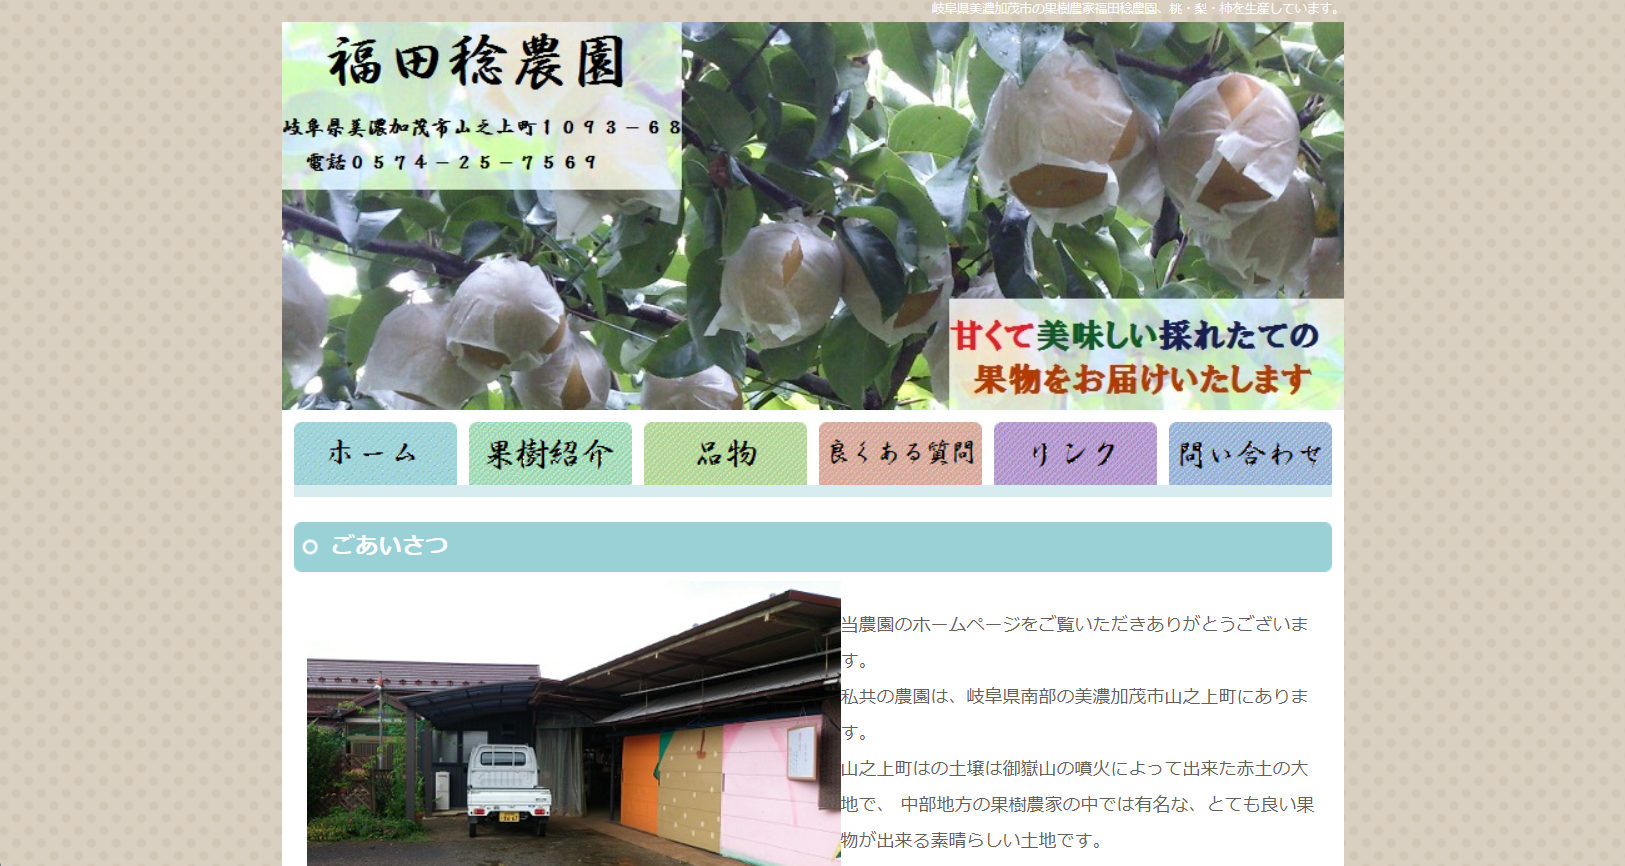 岐阜県美濃加茂市の果樹農家福田稔農園、桃・梨・柿を生産しています。
福田稔農園
岐阜県美濃加茂市山之上町１０９３－６８
電話０５７４－２５－７５６９
甘くて美味しい採れたての
果物をお届けいたします
ホーム
果樹紹介
品物
良くある質問
リンク
問い合わせ
ごあいさつ
当農園のホームページをご覧いただきありがとうございま
す。
私共の農園は、岐阜県南部の美濃加茂市山之上町にありま
す。
山之上町はの土壌は御嶽山の噴火によって出来た赤土の大
地で、 中部地方の果樹農家の中では有名な、とても良い果
物が出来る素晴らしい土地です。